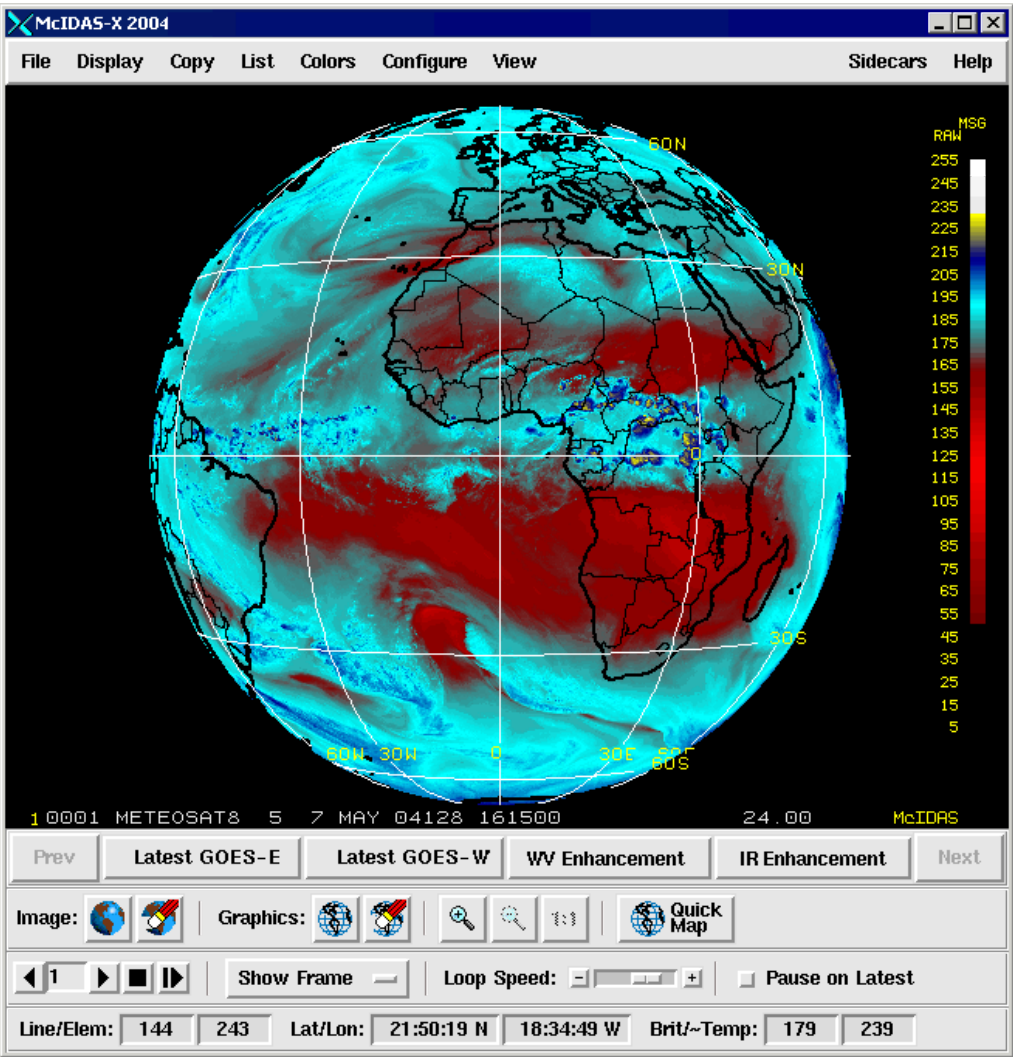 McIDAS-X 2004
File Display Copy List Colors Configure View Sidecars Help
MSG
RAW
255
245
235
225
215
205
195
185
175
165
155
145
135
125
115
105
95
85
75
65
55
45
35
25
15
5
60N
30N
0
30S
60W 30W 0 30E 60E
60S
1 0001 METEOSAT8 5 7 MAY 04128 161500 24.00 McIDAS
Prev Latest GOES-E Latest GOES-W WV Enhancement IR Enhancement Next
Image: Graphics: 1:1 Quick Map
1 Show Frame Loop Speed: - + Pause on Latest
Line/Elem: 144 243 Lat/Lon: 21:50:19 N 18:34:49 W Brit/~Temp: 179 239